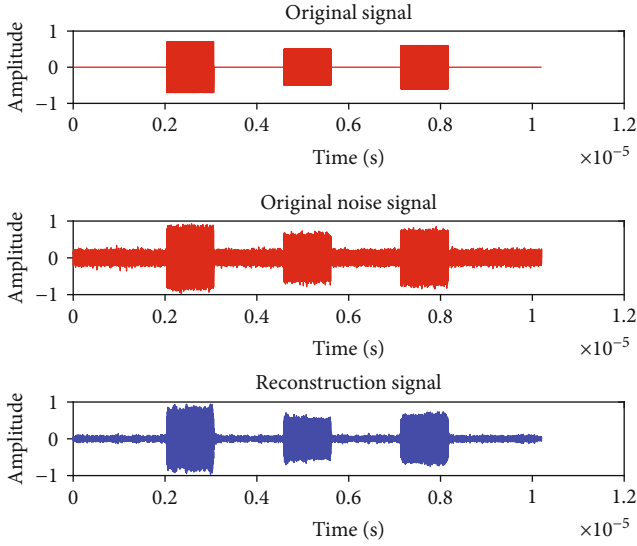 Original signal
Amplitude
1
0
−1
0 0.2 0.4 0.6 0.8 1 1.2
Time (s)
×10⁻⁵
Original noise signal
Amplitude
1
0
−1
0 0.2 0.4 0.6 0.8 1 1.2
Time (s)
×10⁻⁵
Reconstruction signal
Amplitude
1
0
−1
0 0.2 0.4 0.6 0.8 1 1.2
Time (s)
×10⁻⁵